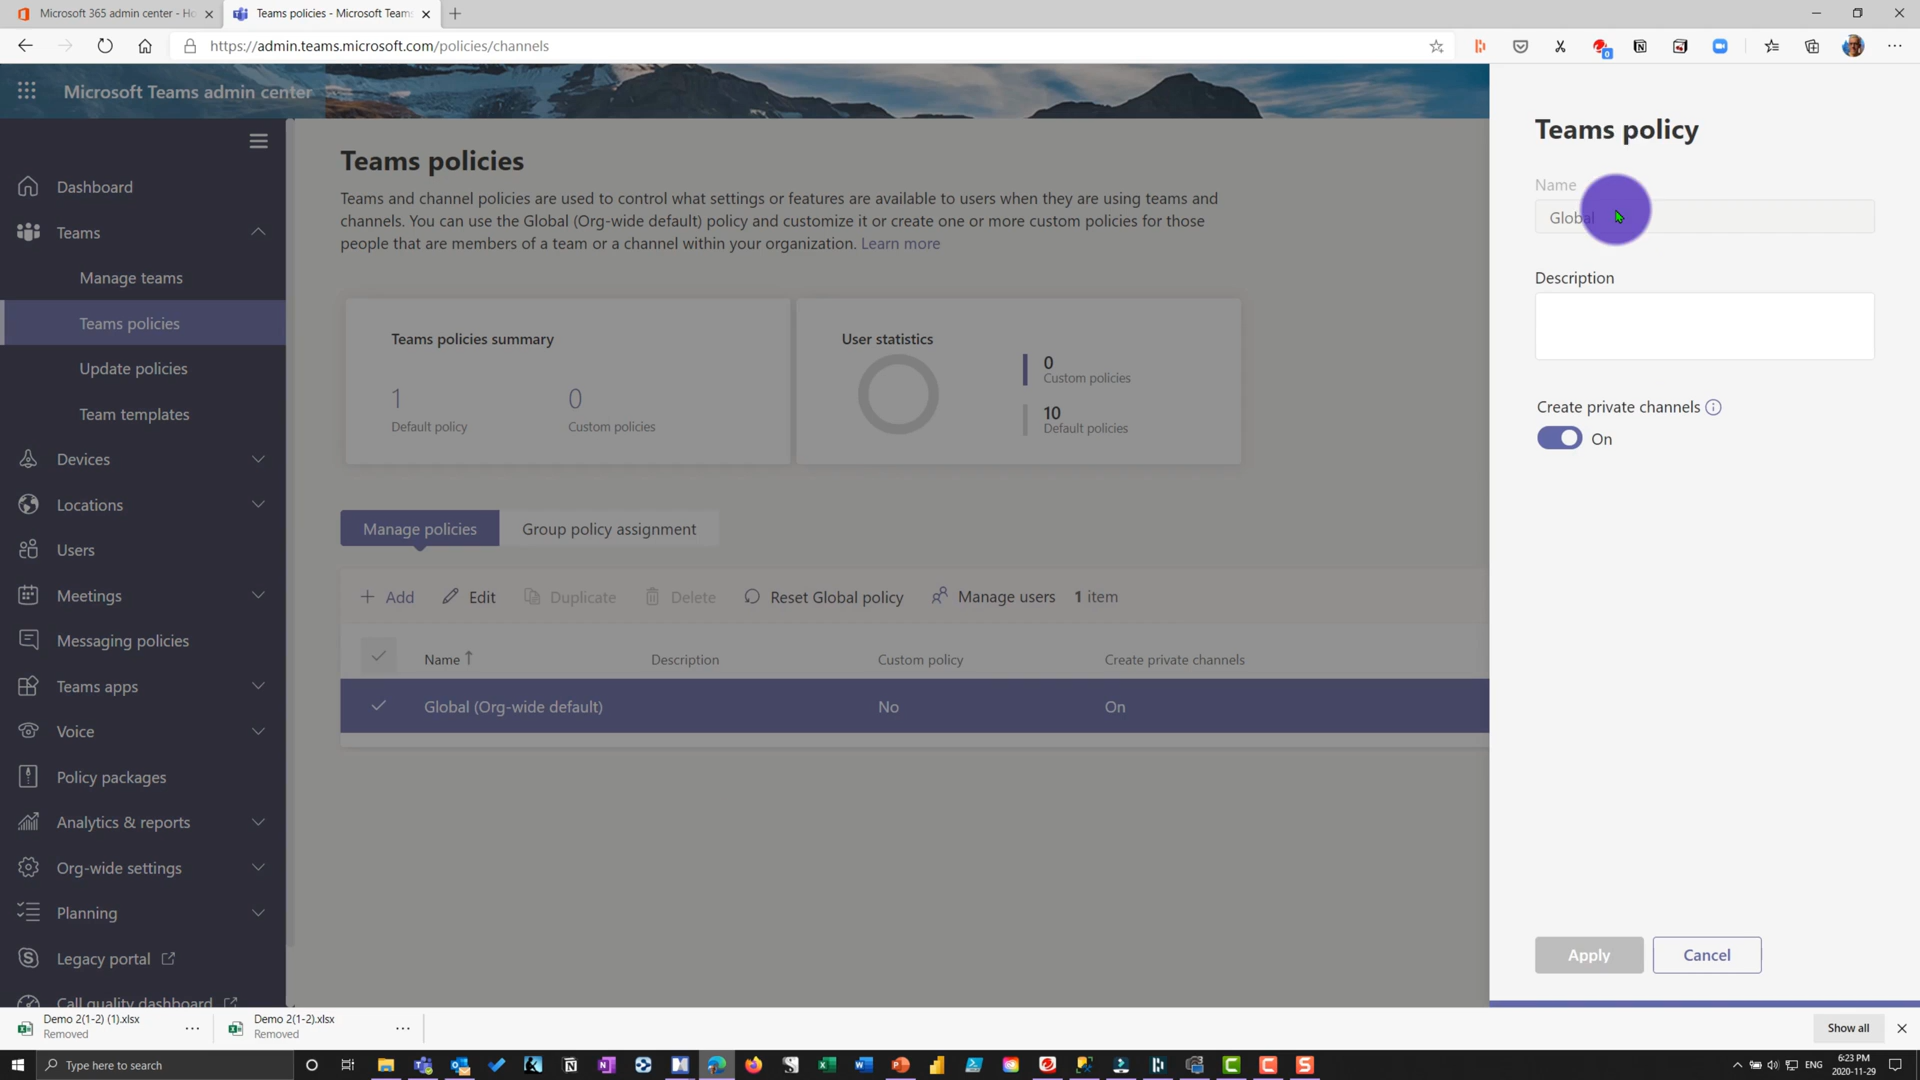 Microsoft 365 admin center - Ho
Teams policies - Microsoft Teams
https://admin.teams.microsoft.com/policies/channels
Microsoft Teams admin center
Dashboard
Teams
Manage teams
Teams policies
Update policies
Team templates
Devices
Locations
Users
Meetings
Messaging policies
Teams apps
Voice
Policy packages
Analytics & reports
Org-wide settings
Planning
Legacy portal
Call quality dashboard
Teams policies
Teams and channel policies are used to control what settings or features are available to users when they are using teams and
channels. You can use the Global (Org-wide default) policy and customize it or create one or more custom policies for those
people that are members of a team or a channel within your organization. Learn more
Teams policies summary
1
Default policy
0
Custom policies
User statistics
0
Custom policies
10
Default policies
Manage policies
Group policy assignment
Add
Edit
Duplicate
Delete
Reset Global policy
Manage users
1 item
Name
Description
Custom policy
Create private channels
Global (Org-wide default)
No
On
Teams policy
Name
Global
Description
Create private channels
On
Apply
Cancel
Demo 2(1-2) (1).xlsx
Removed
Demo 2(1-2).xlsx
Removed
Show all
Type here to search
ENG
6:23 PM
2020-11-29